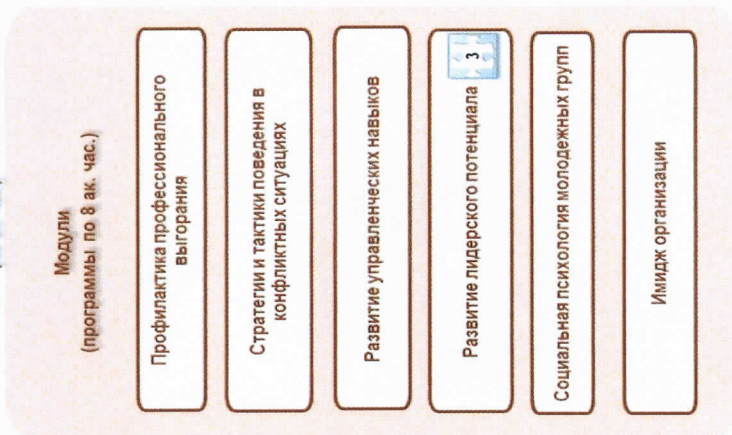 Модули
(программы по 8 ак. час.)
Профилактика профессионального
выгорания
Стратегии и тактики поведения в
конфликтных ситуациях
Развитие управленческих навыков
Развитие лидерского потенциала
3
Социальная психология молодежных групп
Имидж организации